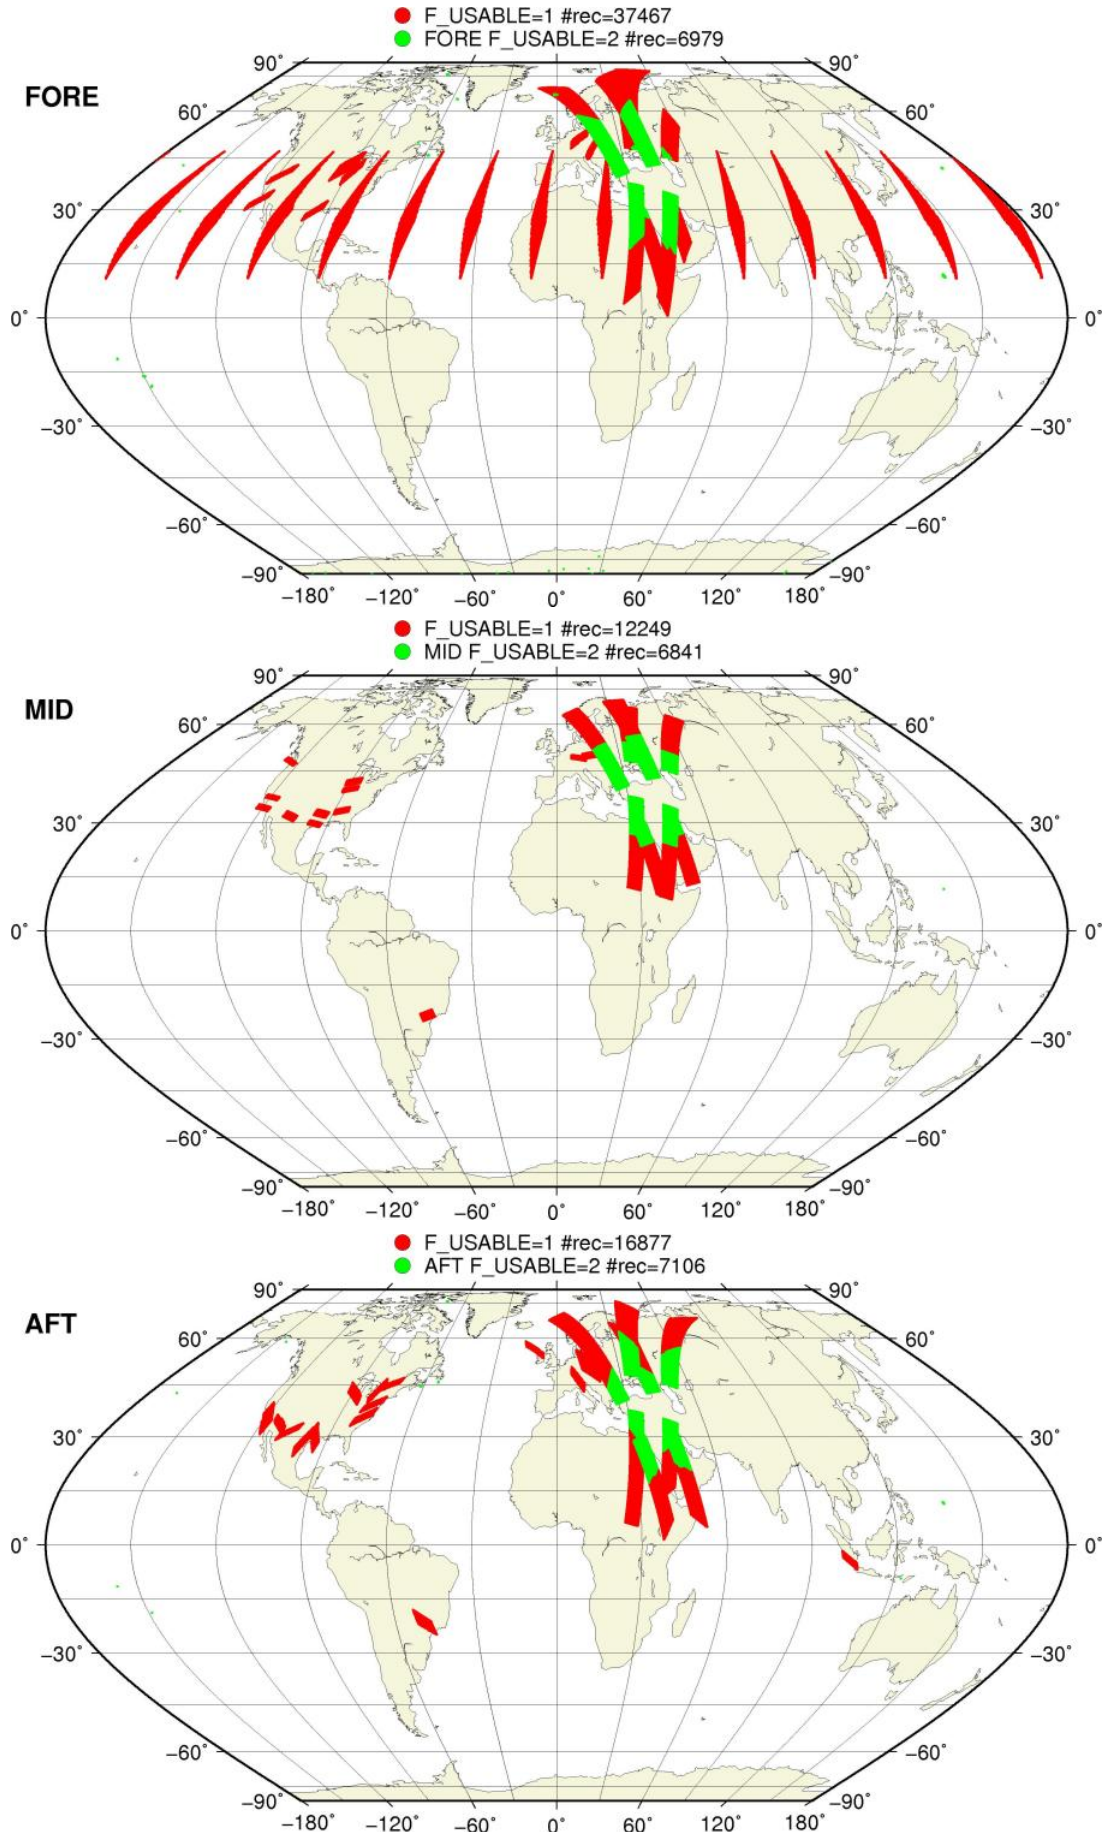 F_USABLE=1 #rec=37467
FORE F_USABLE=2 #rec=6979
FORE
90° 90°
60° 60°
30° 30°
0° 0°
−30° −30°
−60° −60°
−90° −90°
−180° −120° −60° 0° 60° 120° 180°
F_USABLE=1 #rec=12249
MID F_USABLE=2 #rec=6841
MID
90° 90°
60° 60°
30° 30°
0° 0°
−30° −30°
−60° −60°
−90° −90°
−180° −120° −60° 0° 60° 120° 180°
F_USABLE=1 #rec=16877
AFT F_USABLE=2 #rec=7106
AFT
90° 90°
60° 60°
30° 30°
0° 0°
−30° −30°
−60° −60°
−90° −90°
−180° −120° −60° 0° 60° 120° 180°